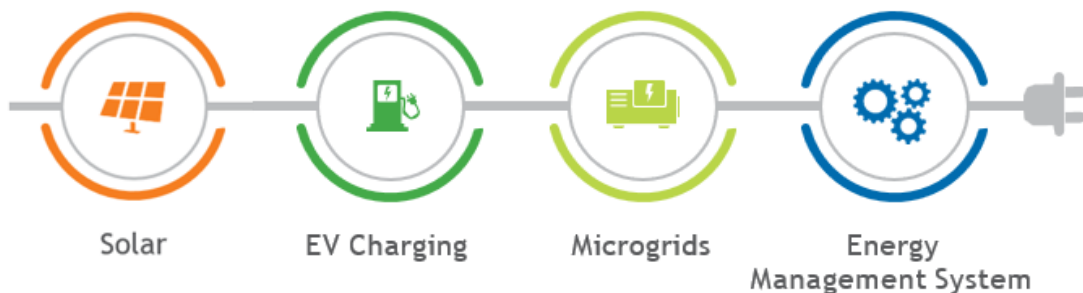 Solar
EV Charging
Microgrids
Energy
Management System